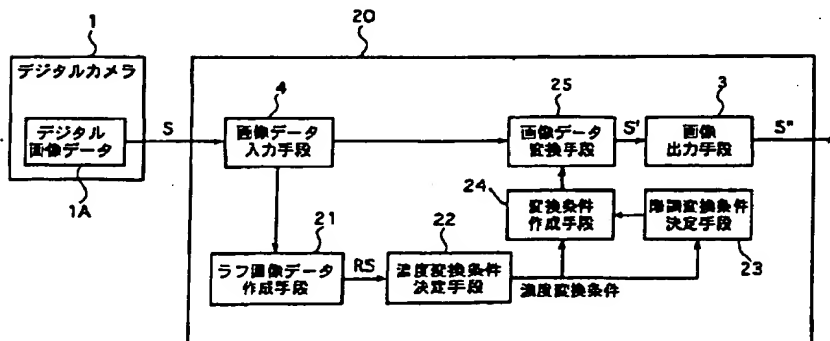 1
20
デジタルカメラ
デジタル
画像データ
1A
S
4
画像データ
入力手段
25
画像データ
変換手段
S'
3
画像
出力手段
S"
24
変換条件
作成手段
階調変換条件
決定手段
23
21
ラフ画像データ
作成手段
RS
22
濃度変換条件
決定手段
濃度変換条件